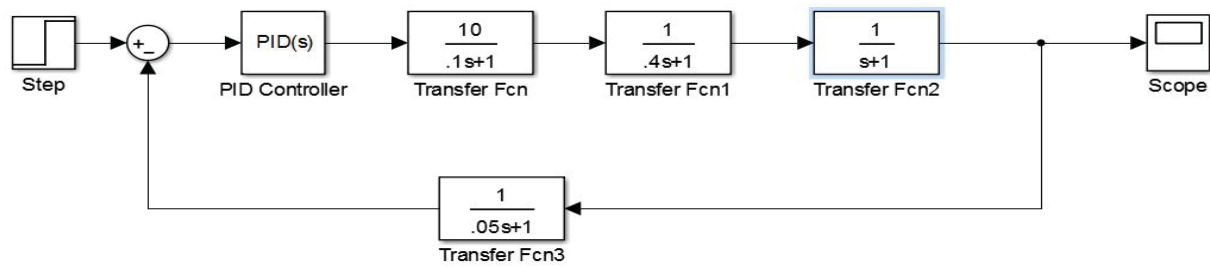 +
−
PID(s)
10
.1s+1
1
.4s+1
1
s+1
Step
PID Controller
Transfer Fcn
Transfer Fcn1
Transfer Fcn2
Scope
1
.05s+1
Transfer Fcn3